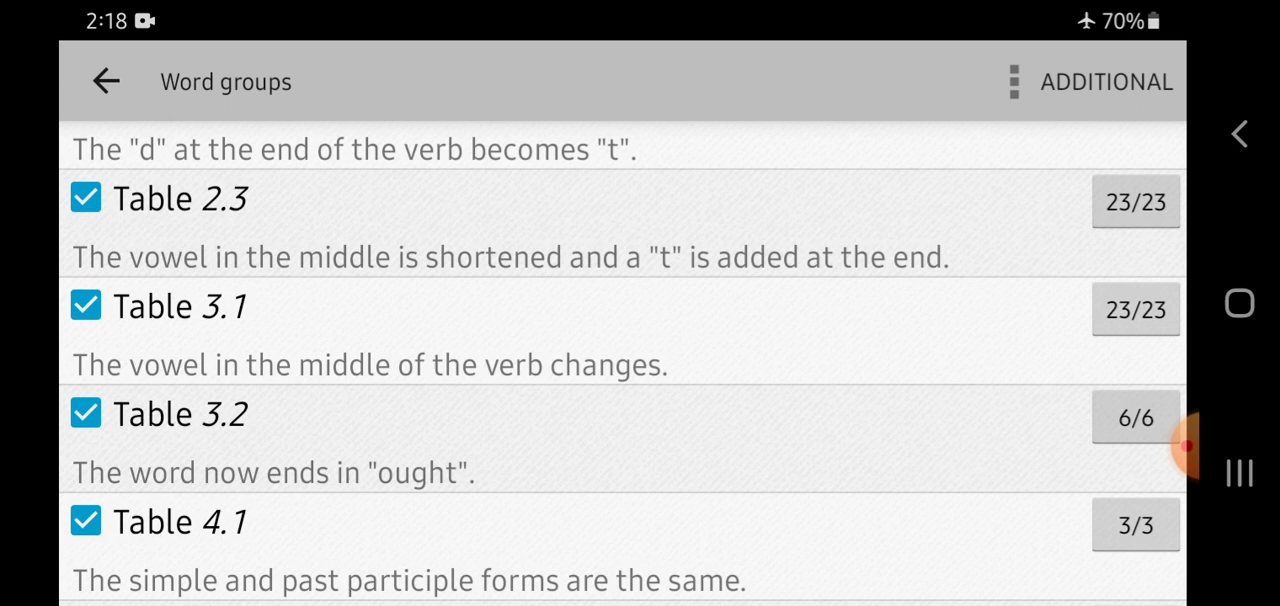 2:18
70%
Word groups
ADDITIONAL
The "d" at the end of the verb becomes "t".
Table 2.3
23/23
The vowel in the middle is shortened and a "t" is added at the end.
Table 3.1
23/23
The vowel in the middle of the verb changes.
Table 3.2
6/6
The word now ends in "ought".
Table 4.1
3/3
The simple and past participle forms are the same.